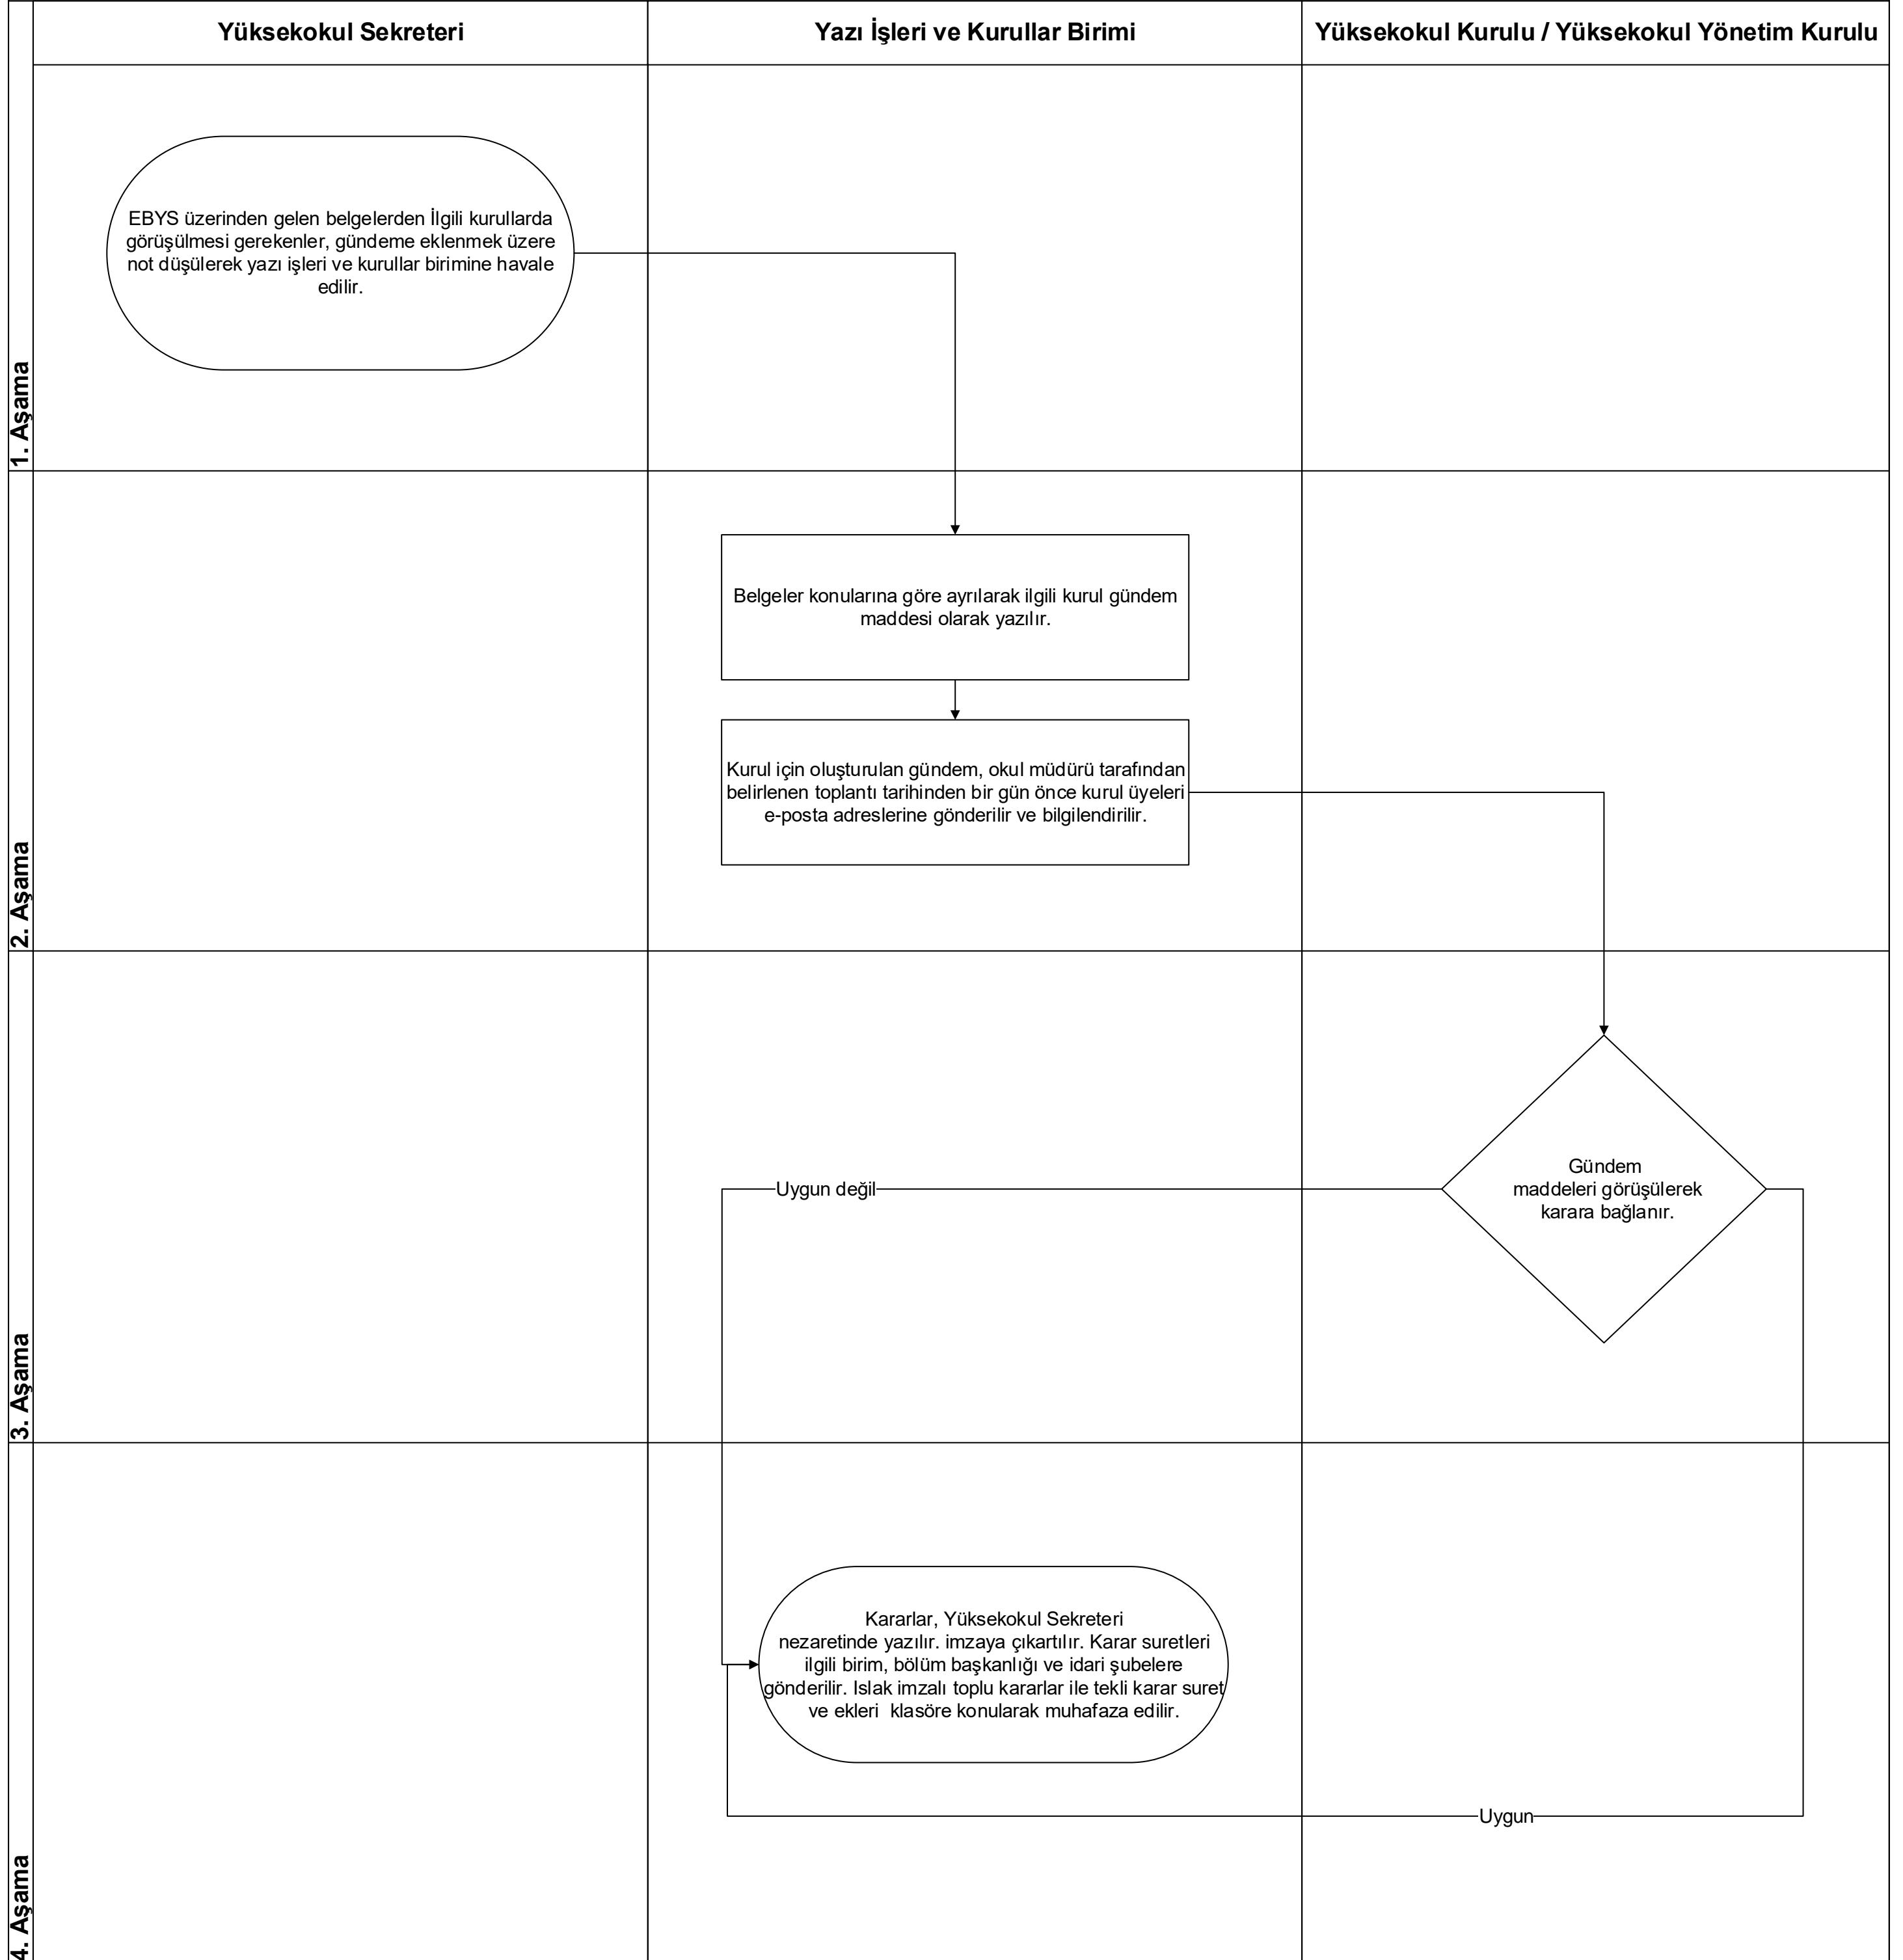 Yüksekokul Sekreteri
Yazı İşleri ve Kurullar Birimi
Yüksekokul Kurulu / Yüksekokul Yönetim Kurulu
1. Aşama
EBYS üzerinden gelen belgelerden İlgili kurullarda
görüşülmesi gerekenler, gündeme eklenmek üzere
not düşülerek yazı işleri ve kurullar birimine havale
edilir.
2. Aşama
Belgeler konularına göre ayrılarak ilgili kurul gündem
maddesi olarak yazılır.
Kurul için oluşturulan gündem, okul müdürü tarafından
belirlenen toplantı tarihinden bir gün önce kurul üyeleri
e-posta adreslerine gönderilir ve bilgilendirilir.
3. Aşama
Gündem
maddeleri görüşülerek
karara bağlanır.
Uygun değil
4. Aşama
Kararlar, Yüksekokul Sekreteri
nezaretinde yazılır. imzaya çıkartılır. Karar suretleri
ilgili birim, bölüm başkanlığı ve idari şubelere
gönderilir. Islak imzalı toplu kararlar ile tekli karar suret
ve ekleri  klasöre konularak muhafaza edilir.
Uygun